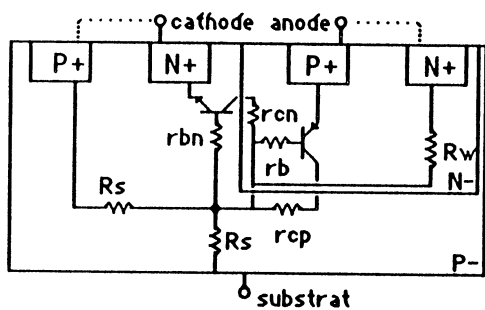 cathode anode
P+ N+ P+ N+
rcn
rbn rb Rw
N-
Rs
Rs rcp
P-
substrat